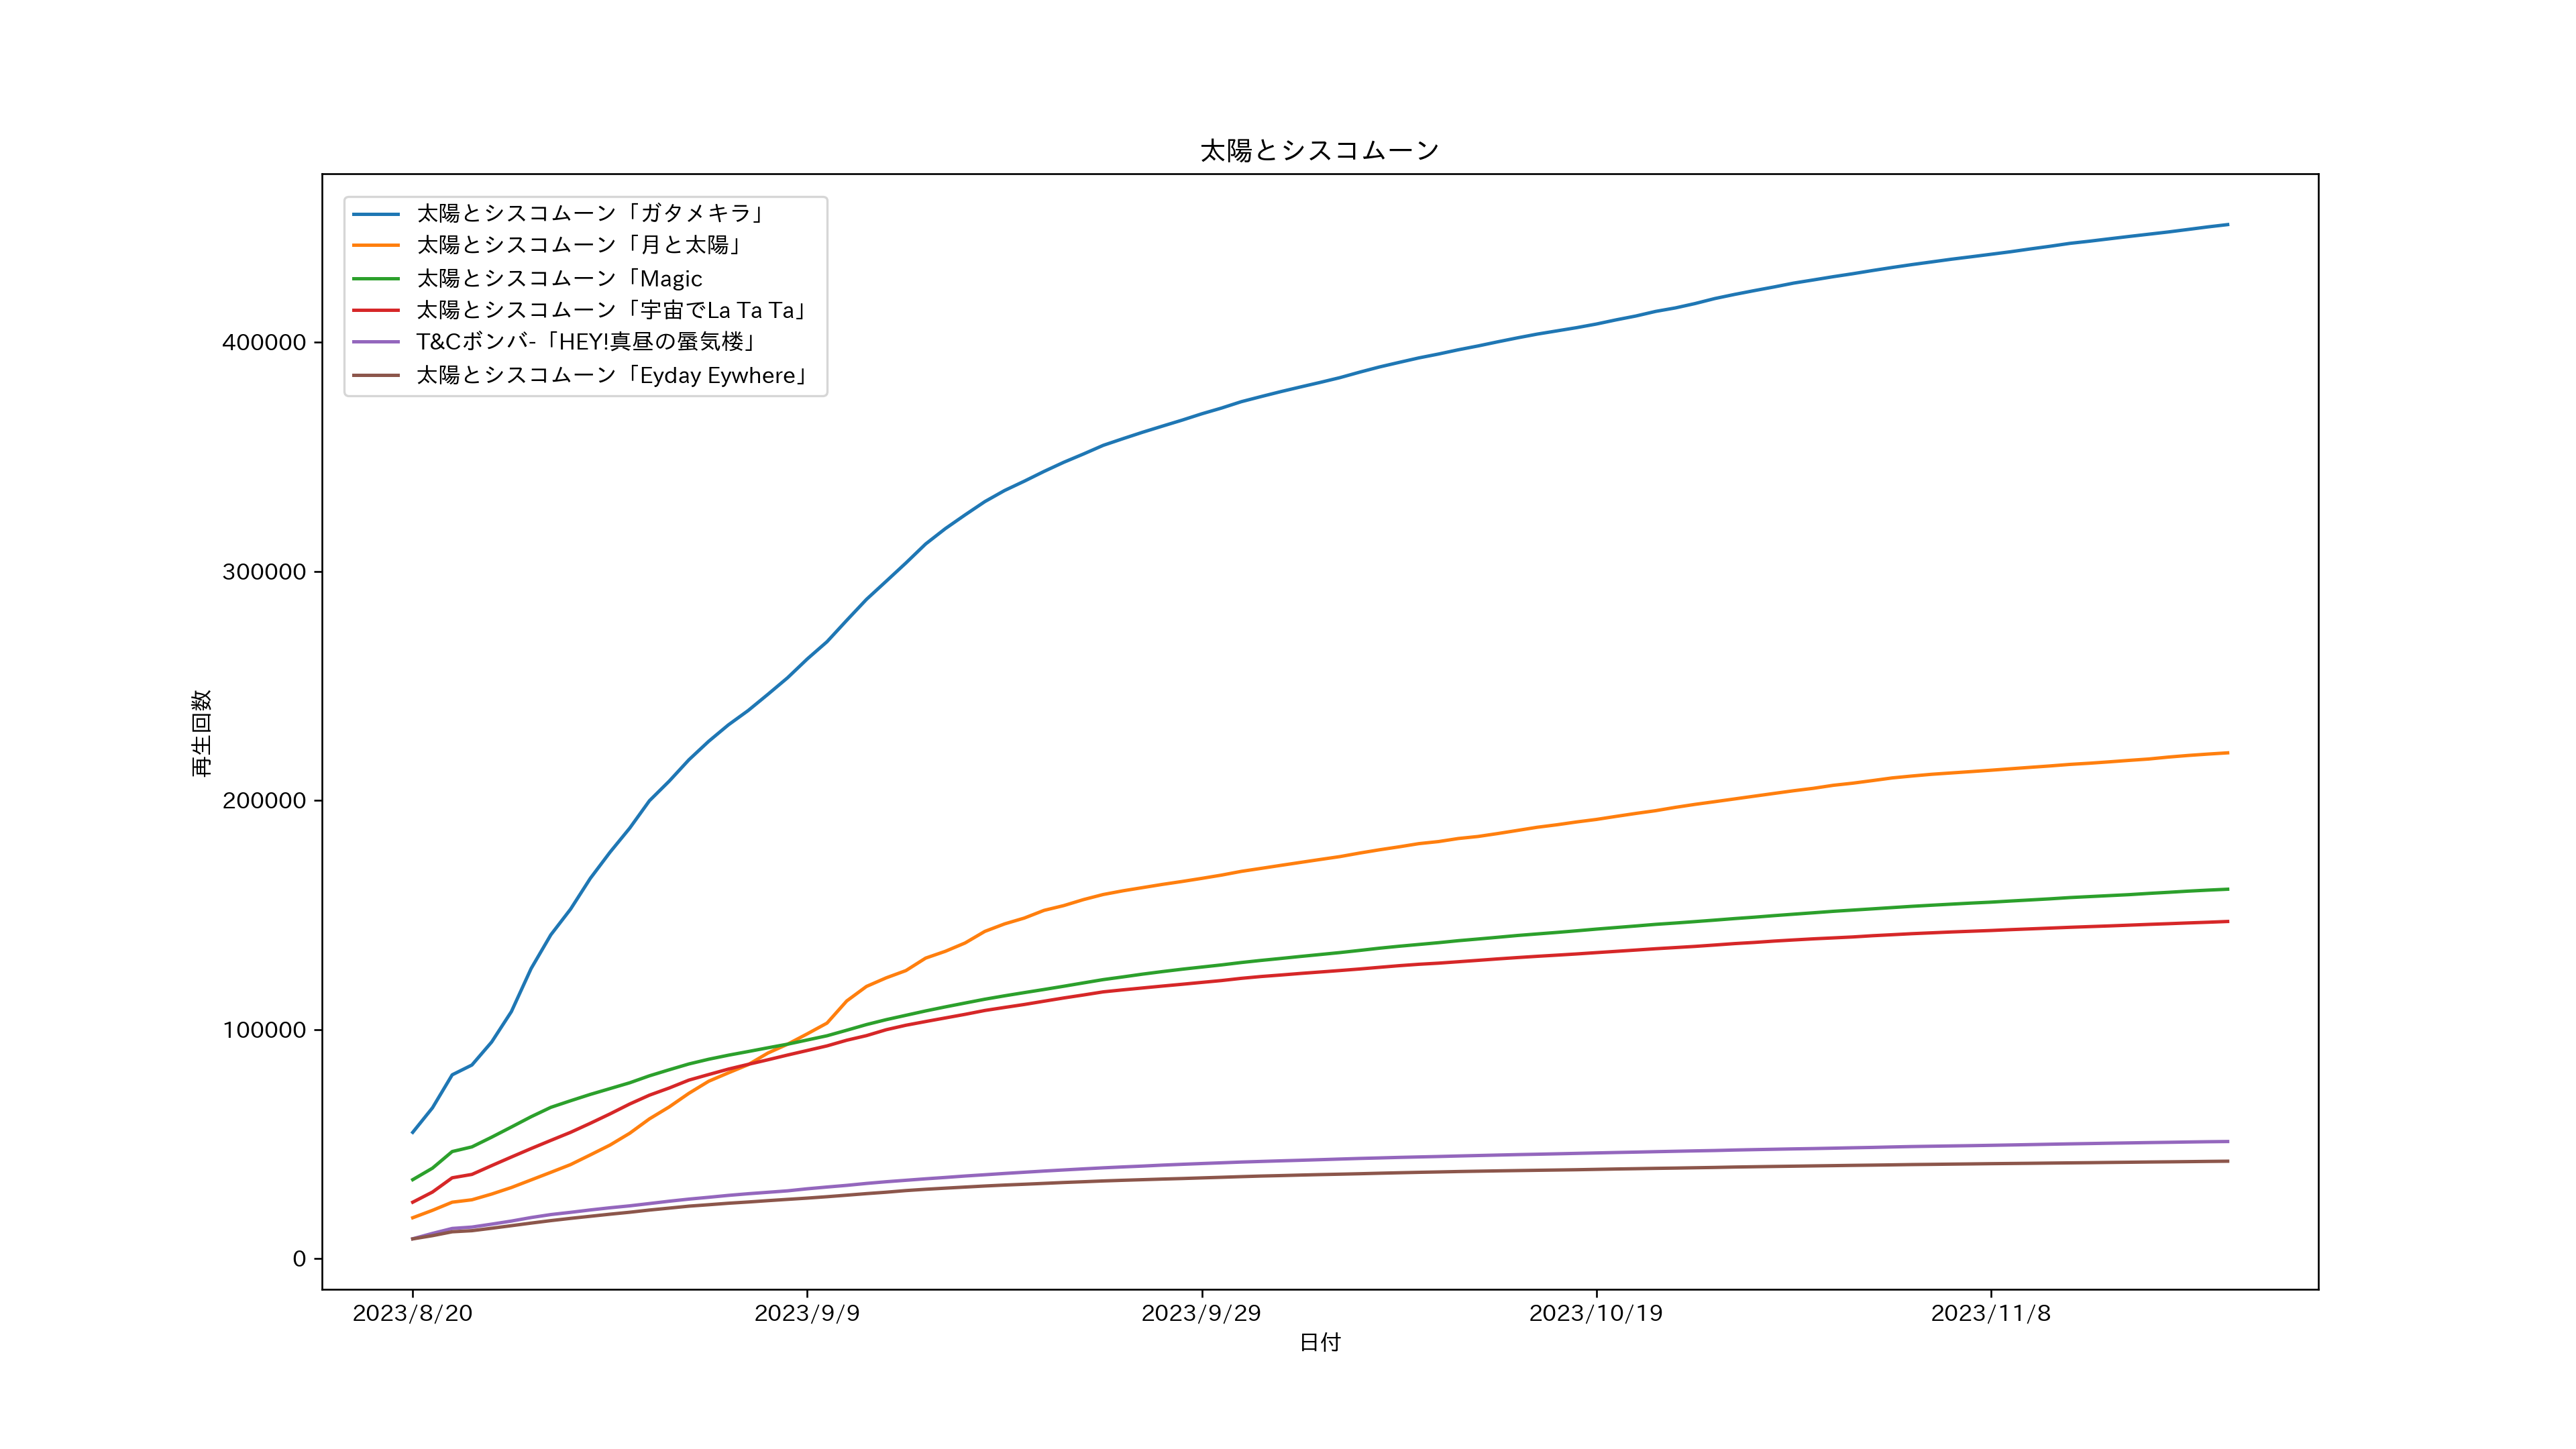 太陽とシスコムーン
太陽とシスコムーン「ガタメキラ」
太陽とシスコムーン「月と太陽」
太陽とシスコムーン「Magic
太陽とシスコムーン「宇宙でLa Ta Ta」
T&Cボンバ-「HEY!真昼の蜃気楼」
太陽とシスコムーン「Eyday Eywhere」
400000
300000
200000
100000
0
再生回数
2023/8/20
2023/9/9
2023/9/29
2023/10/19
2023/11/8
日付